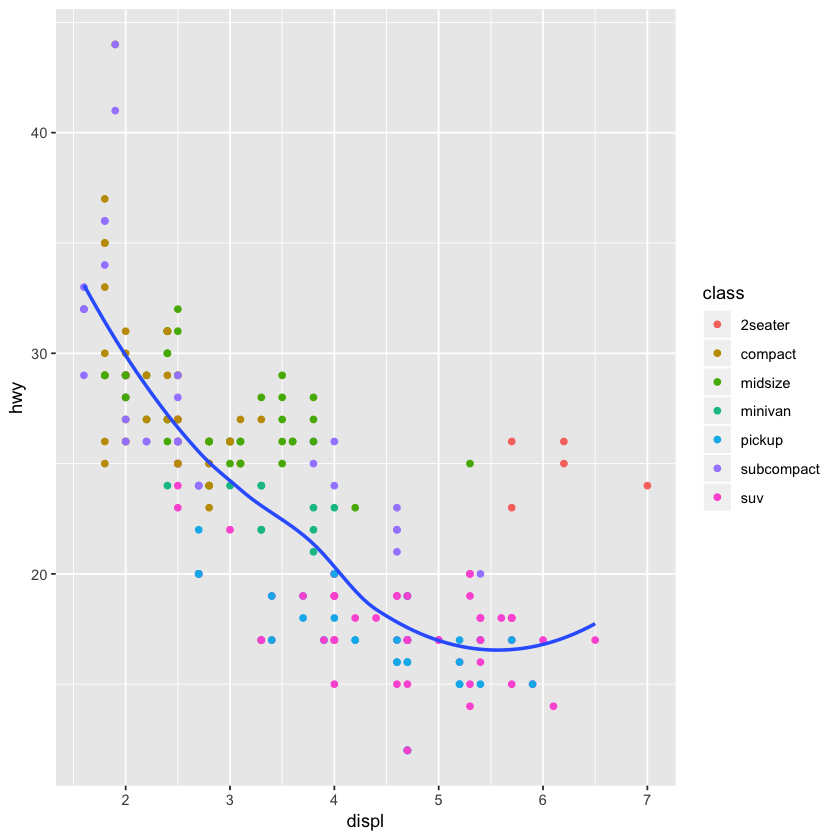 40
30
20
hwy
2 3 4 5 6 7
displ
class
2seater
compact
midsize
minivan
pickup
subcompact
suv